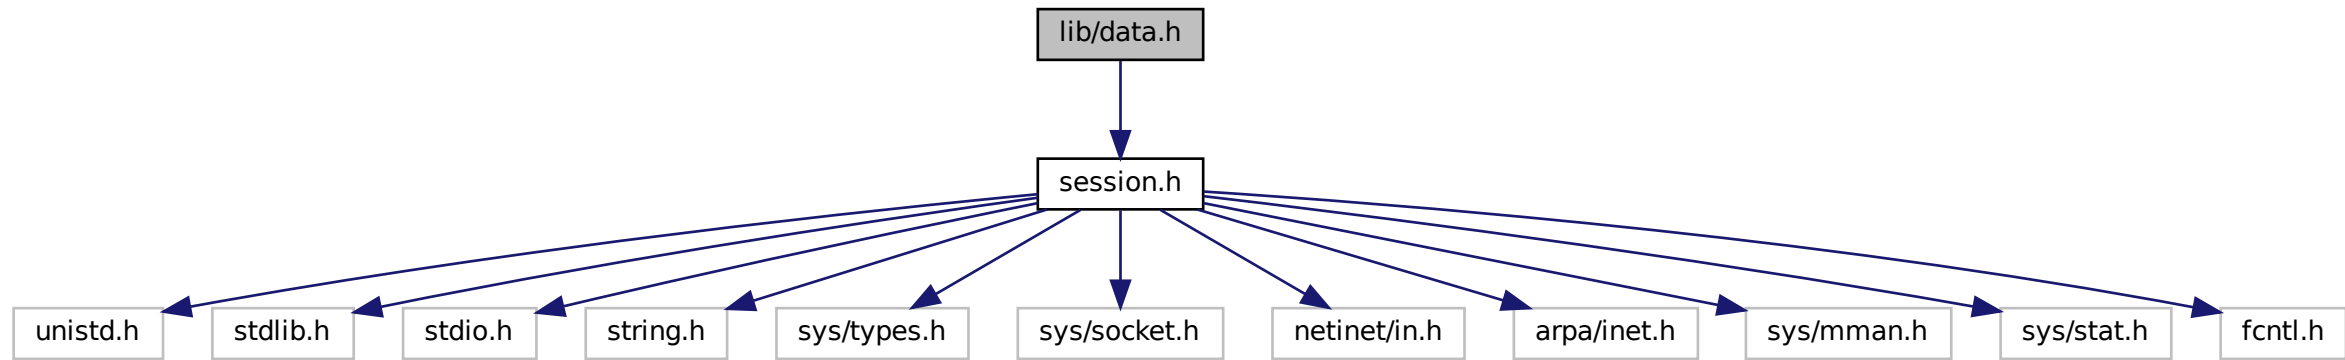 lib/data.h
session.h
unistd.h
stdlib.h
stdio.h
string.h
sys/types.h
sys/socket.h
netinet/in.h
arpa/inet.h
sys/mman.h
sys/stat.h
fcntl.h